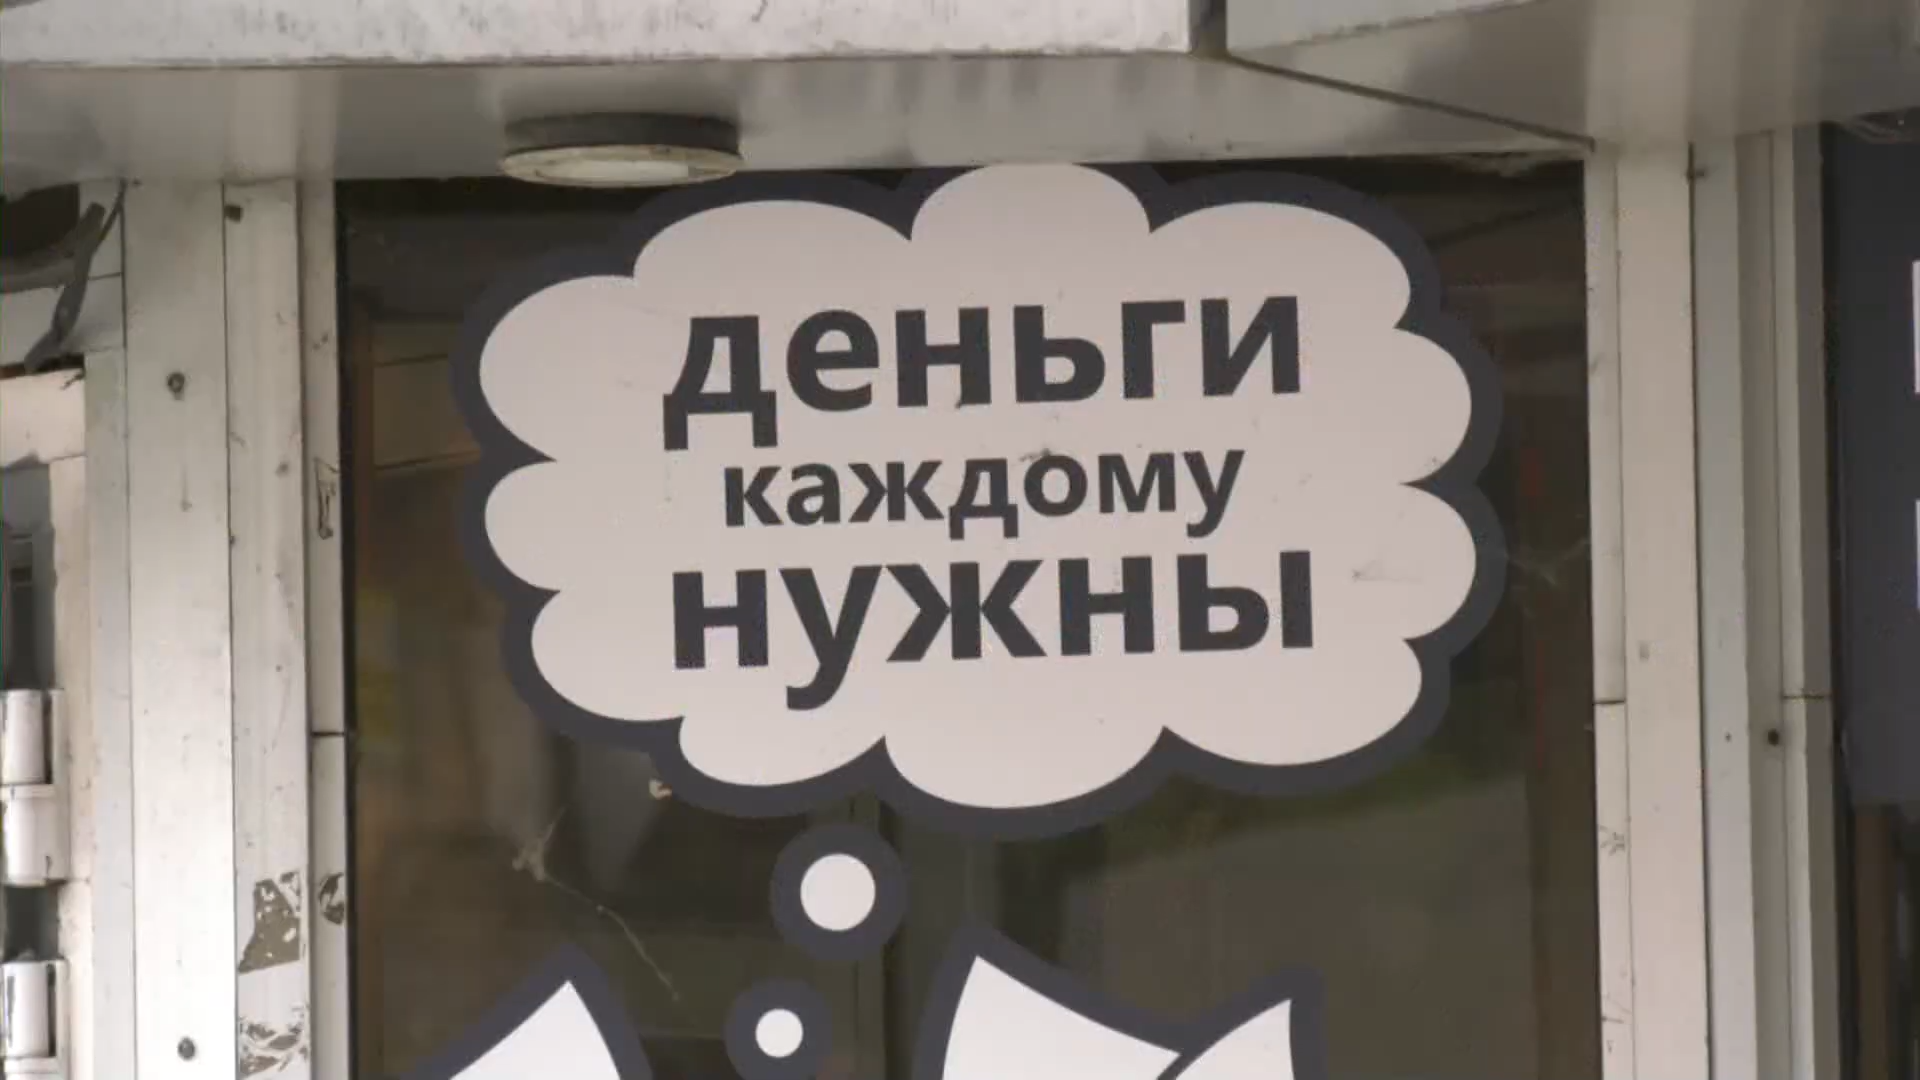 деньги
каждому
нужны